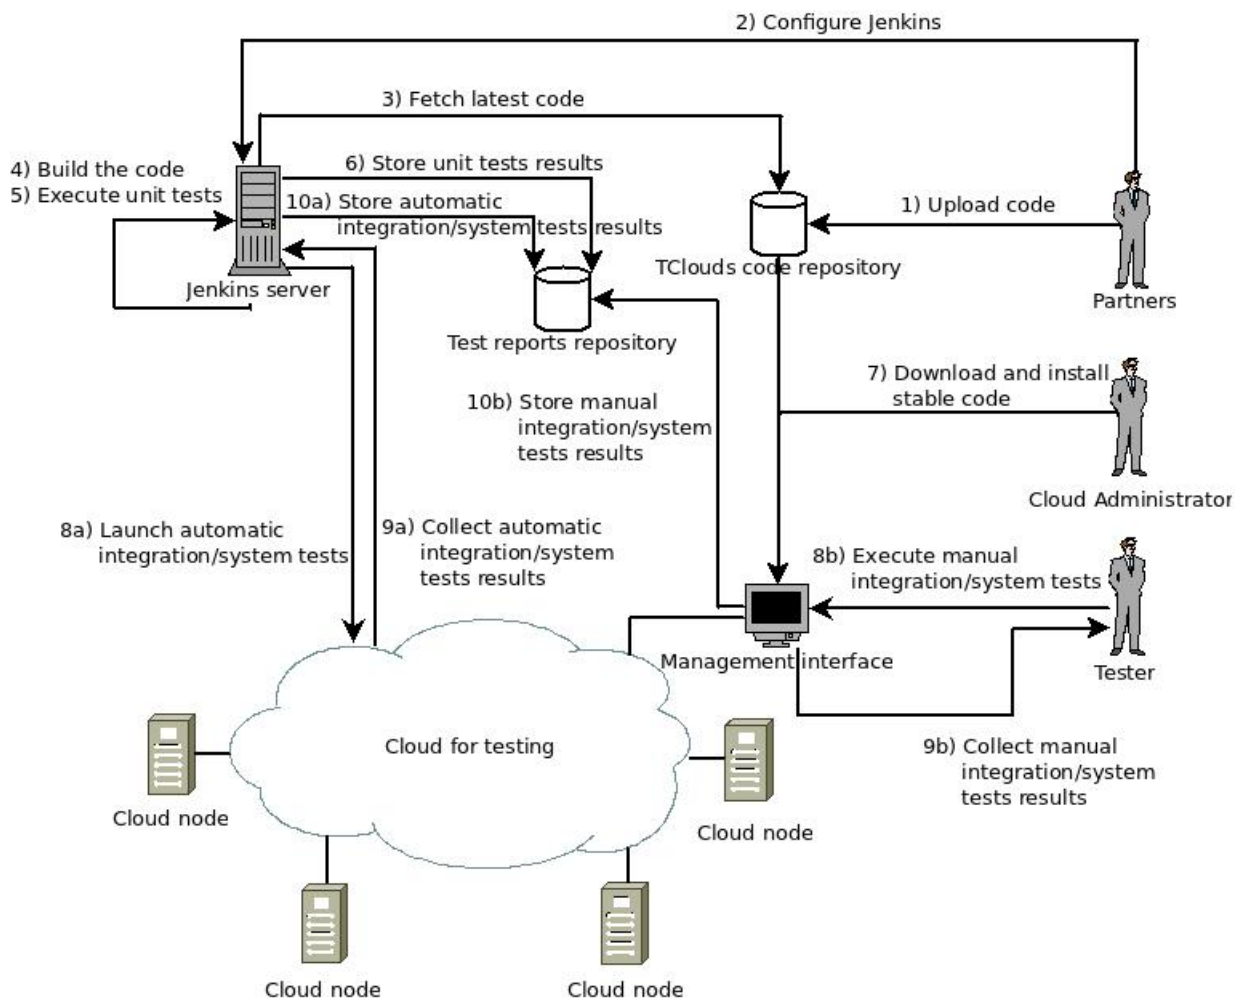 2) Configure Jenkins
3) Fetch latest code
4) Build the code
5) Execute unit tests
6) Store unit tests results
10a) Store automatic
integration/system tests results
1) Upload code
TClouds code repository
Jenkins server
Partners
Test reports repository
7) Download and install
stable code
10b) Store manual
integration/system
tests results
Cloud Administrator
8a) Launch automatic
integration/system tests
9a) Collect automatic
integration/system
tests results
8b) Execute manual
integration/system tests
Management interface
Tester
Cloud for testing
9b) Collect manual
integration/system
tests results
Cloud node
Cloud node
Cloud node
Cloud node